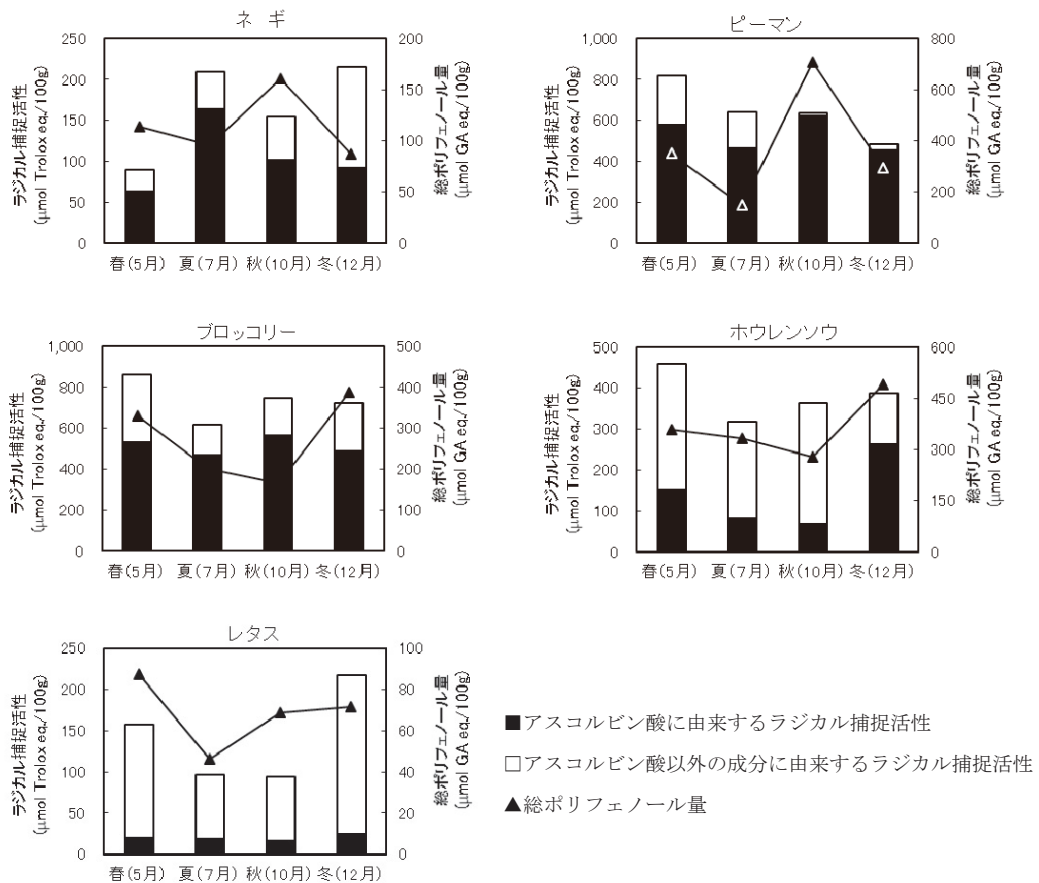 ネギ
ラジカル捕捉活性
(μmol Trolox eq./100g)
250
200
150
100
50
0
200
150
100
50
0
総ポリフェノール量
(μmol GA eq./100g)
春(5月) 夏(7月) 秋(10月) 冬(12月)
ピーマン
ラジカル捕捉活性
(μmol Trolox eq./100g)
1,000
800
600
400
200
0
800
600
400
200
0
総ポリフェノール量
(μmol GA eq./100g)
春(5月) 夏(7月) 秋(10月) 冬(12月)
ブロッコリー
ラジカル捕捉活性
(μmol Trolox eq./100g)
1,000
800
600
400
200
0
500
400
300
200
100
0
総ポリフェノール量
(μmol GA eq./100g)
春(5月) 夏(7月) 秋(10月) 冬(12月)
ホウレンソウ
ラジカル捕捉活性
(μmol Trolox eq./100g)
500
400
300
200
100
0
600
450
300
150
0
総ポリフェノール量
(μmol GA eq./100g)
春(5月) 夏(7月) 秋(10月) 冬(12月)
レタス
ラジカル捕捉活性
(μmol Trolox eq./100g)
250
200
150
100
50
0
100
80
60
40
20
0
総ポリフェノール量
(μmol GA eq./100g)
春(5月) 夏(7月) 秋(10月) 冬(12月)
■アスコルビン酸に由来するラジカル捕捉活性
□アスコルビン酸以外の成分に由来するラジカル捕捉活性
▲総ポリフェノール量